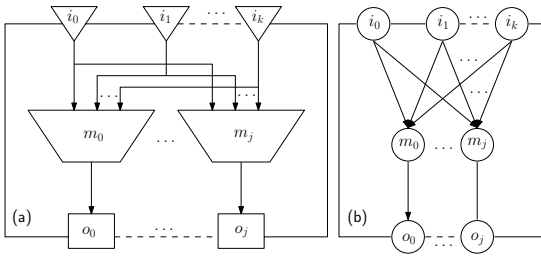 i₀ i₁ ... iₖ
... ...
m₀ ... mⱼ
(a)
o₀ ... oⱼ
i₀ i₁ ... iₖ
...
...
m₀ ... mⱼ
(b)
o₀ ... oⱼ